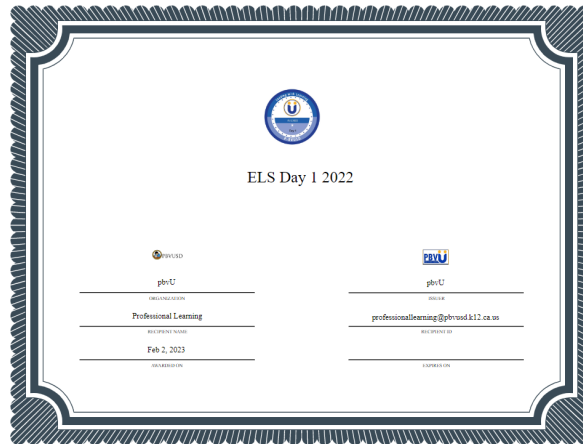 ELS Day 1 2022
PBVUSD
PBVU
pbvU
pbvU
ORGANIZATION
ISSUER
Professional Learning
professionallearning@pbvusd.k12.ca.us
RECIPIENT NAME
RECIPIENT ID
Feb 2, 2023
AWARDED ON
EXPIRES ON